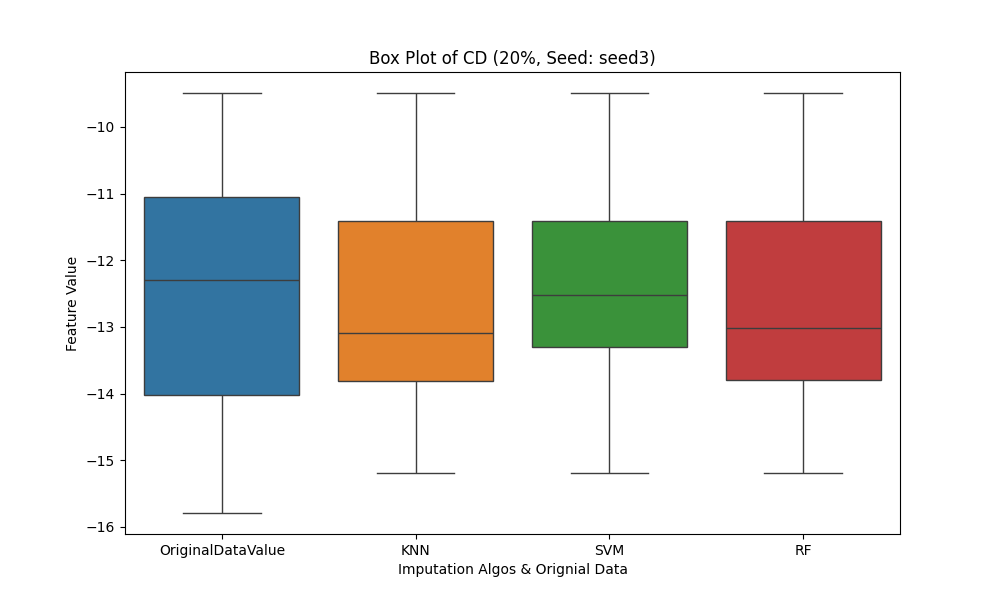 Box Plot of CD (20%, Seed: seed3)
Feature Value
−10
−11
−12
−13
−14
−15
−16
OriginalDataValue KNN SVM RF
Imputation Algos & Orignial Data